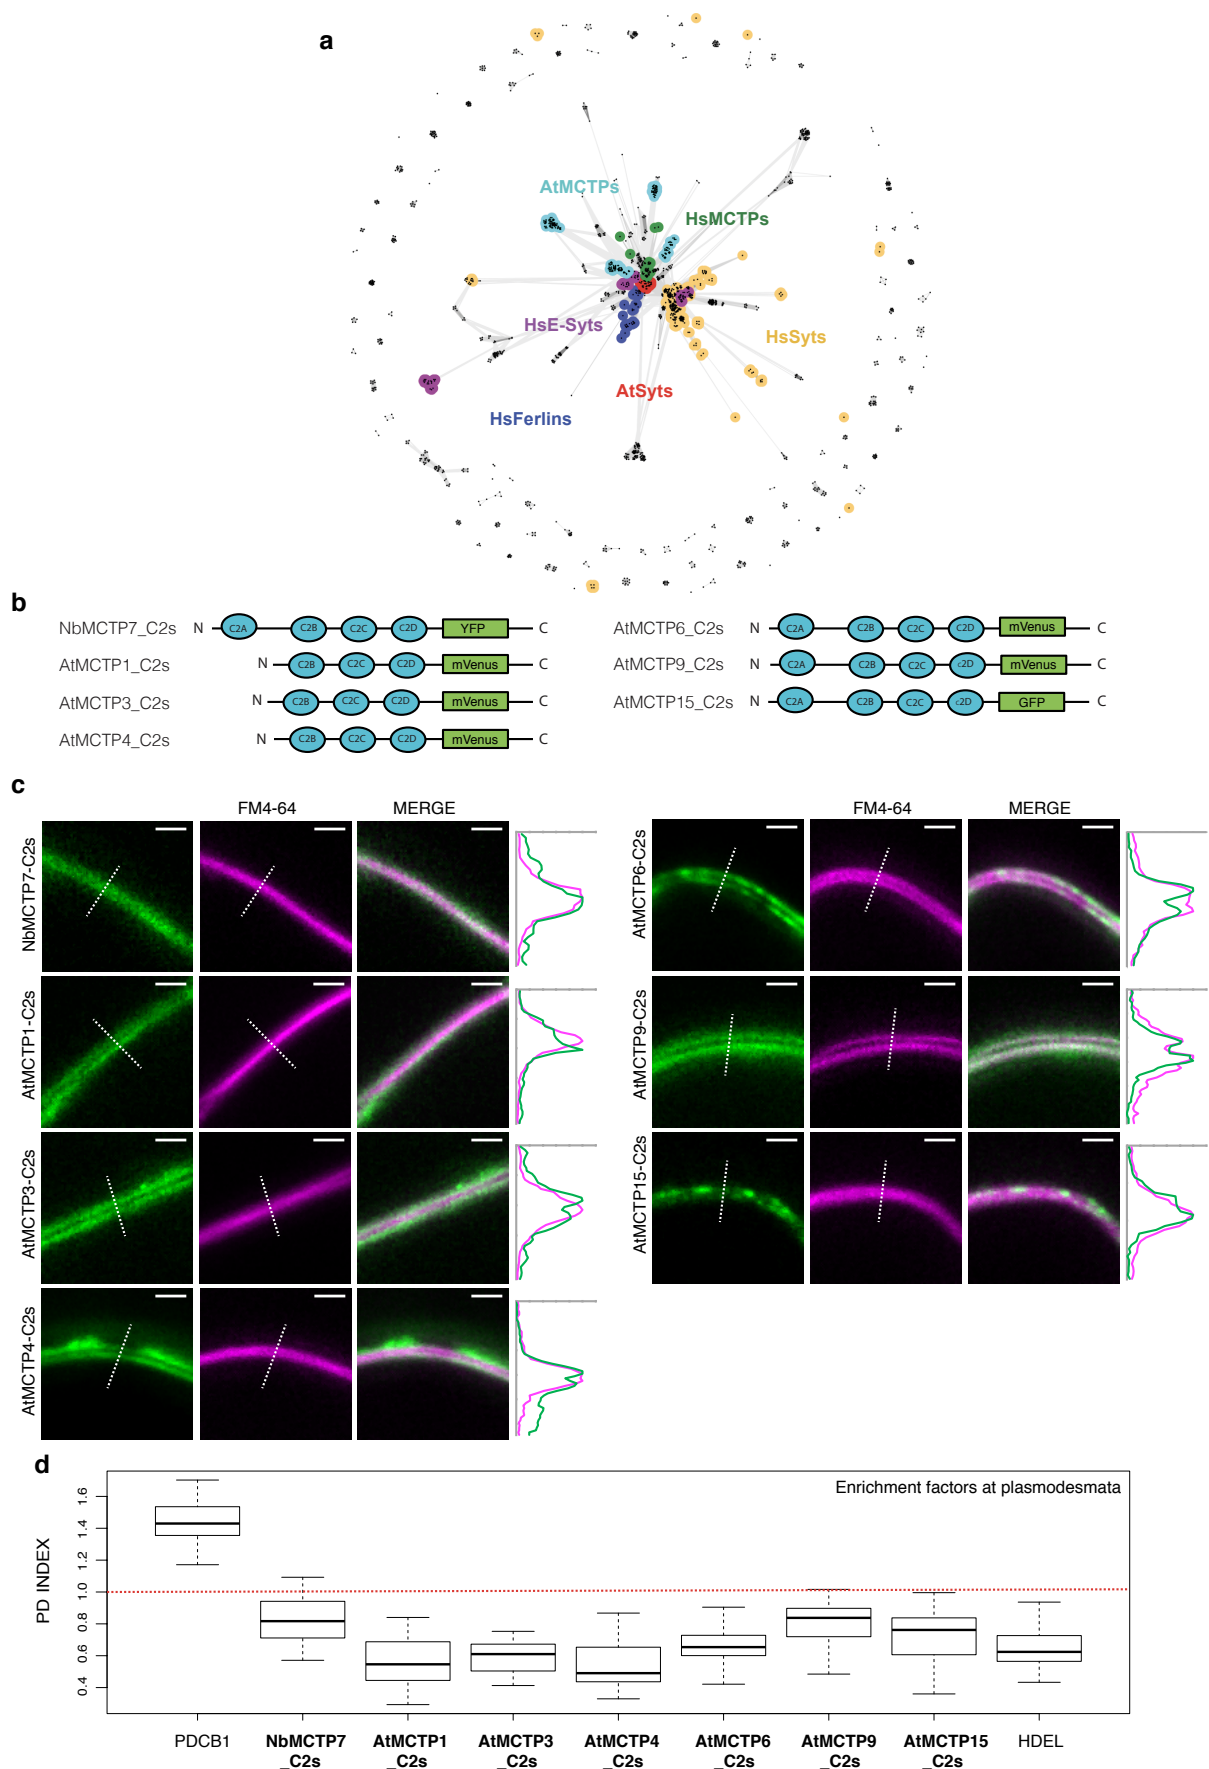 a
AtMCTPs
HsMCTPs
HsE-Syts
HsSyts
AtSyts
HsFerlins
b
NbMCTP7_C2s N C2A C2B C2C C2D YFP C
AtMCTP1_C2s N C2B C2C C2D mVenus C
AtMCTP3_C2s N C2B C2C C2D mVenus C
AtMCTP4_C2s N C2B C2C C2D mVenus C
AtMCTP6_C2s N C2A C2B C2C C2D mVenus C
AtMCTP9_C2s N C2A C2B C2C c2D mVenus C
AtMCTP15_C2s N C2A C2B C2C c2D GFP C
c
FM4-64 MERGE
NbMCTP7-C2s
AtMCTP1-C2s
AtMCTP3-C2s
AtMCTP4-C2s
FM4-64 MERGE
AtMCTP6-C2s
AtMCTP9-C2s
AtMCTP15-C2s
d
Enrichment factors at plasmodesmata
PD INDEX
1.6
1.4
1.2
1.0
0.8
0.6
0.4
PDCB1
NbMCTP7
_C2s
AtMCTP1
_C2s
AtMCTP3
_C2s
AtMCTP4
_C2s
AtMCTP6
_C2s
AtMCTP9
_C2s
AtMCTP15
_C2s
HDEL